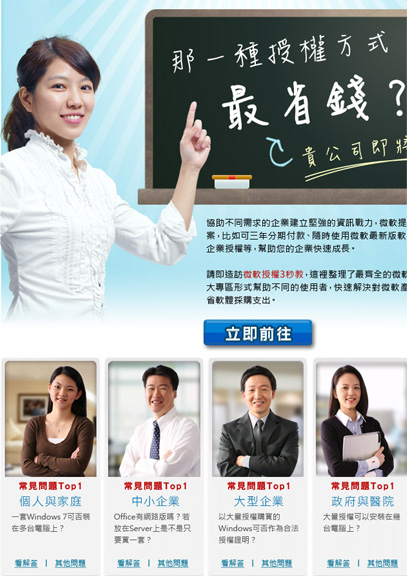 那一種授權方式
最省錢？
貴公司即將
協助不同需求的企業建立堅強的資訊戰力，微軟提
案，比如可三年分期付款、隨時使用微軟最新版軟
企業授權等，幫助您的企業快速成長。
請即造訪微軟授權3秒教，這裡整理了最齊全的微軟
大專區形式幫助不同的使用者，快速解決對微軟產
省軟體採購支出。
立即前往
常見問題Top1
個人與家庭
一套Windows 7可否裝
在多台電腦上？
看解答 | 其他問題
常見問題Top1
中小企業
Office有網路版嗎？若
放在Server上是不是只
要買一套？
看解答 | 其他問題
常見問題Top1
大型企業
以大量授權購買的
Windows可否作為合法
授權證明？
看解答 | 其他問題
常見問題Top1
政府與醫院
大量授權可以安裝在幾
台電腦上？
看解答 | 其他問題